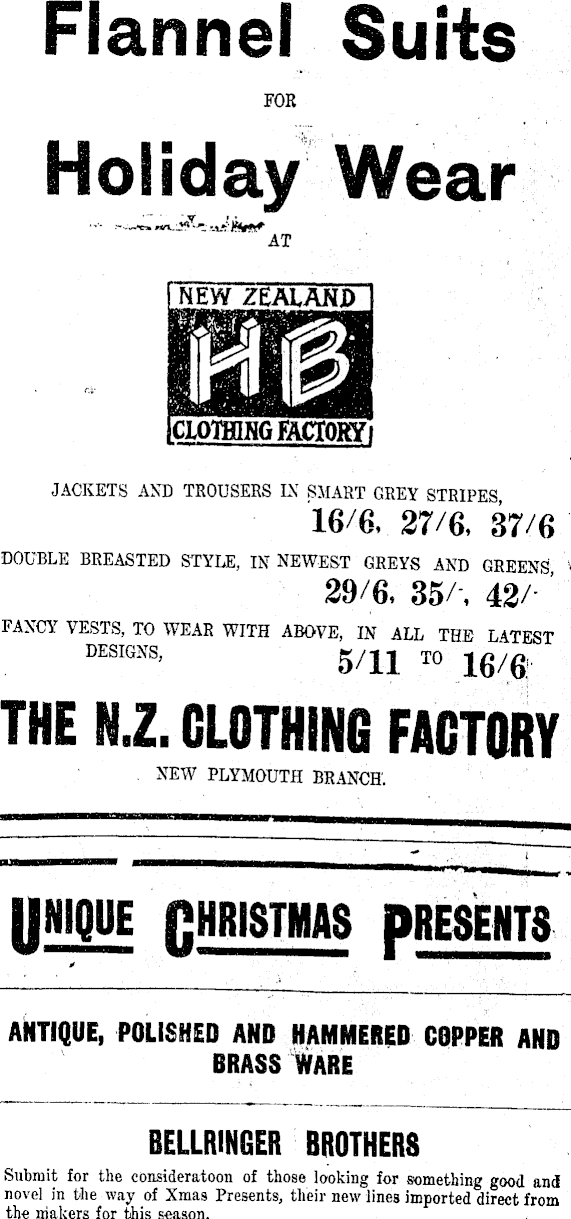 Flannel Suits
FOR
Holiday Wear
AT
NEW ZEALAND
HB
CLOTHING FACTORY
JACKETS AND TROUSERS IN SMART GREY STRIPES,
16/6, 27/6, 37/6
DOUBLE BREASTED STYLE, IN NEWEST GREYS AND GREENS,
29/6, 35/-, 42/-
FANCY VESTS, TO WEAR WITH ABOVE, IN ALL THE LATEST
DESIGNS, 5/11 TO 16/6
THE N.Z. CLOTHING FACTORY
NEW PLYMOUTH BRANCH.
UNIQUE CHRISTMAS PRESENTS
ANTIQUE, POLISHED AND HAMMERED COPPER AND
BRASS WARE
BELLRINGER BROTHERS
Submit for the consideratoon of those looking for something good and
novel in the way of Xmas Presents, their new lines imported direct from
the makers for this season.